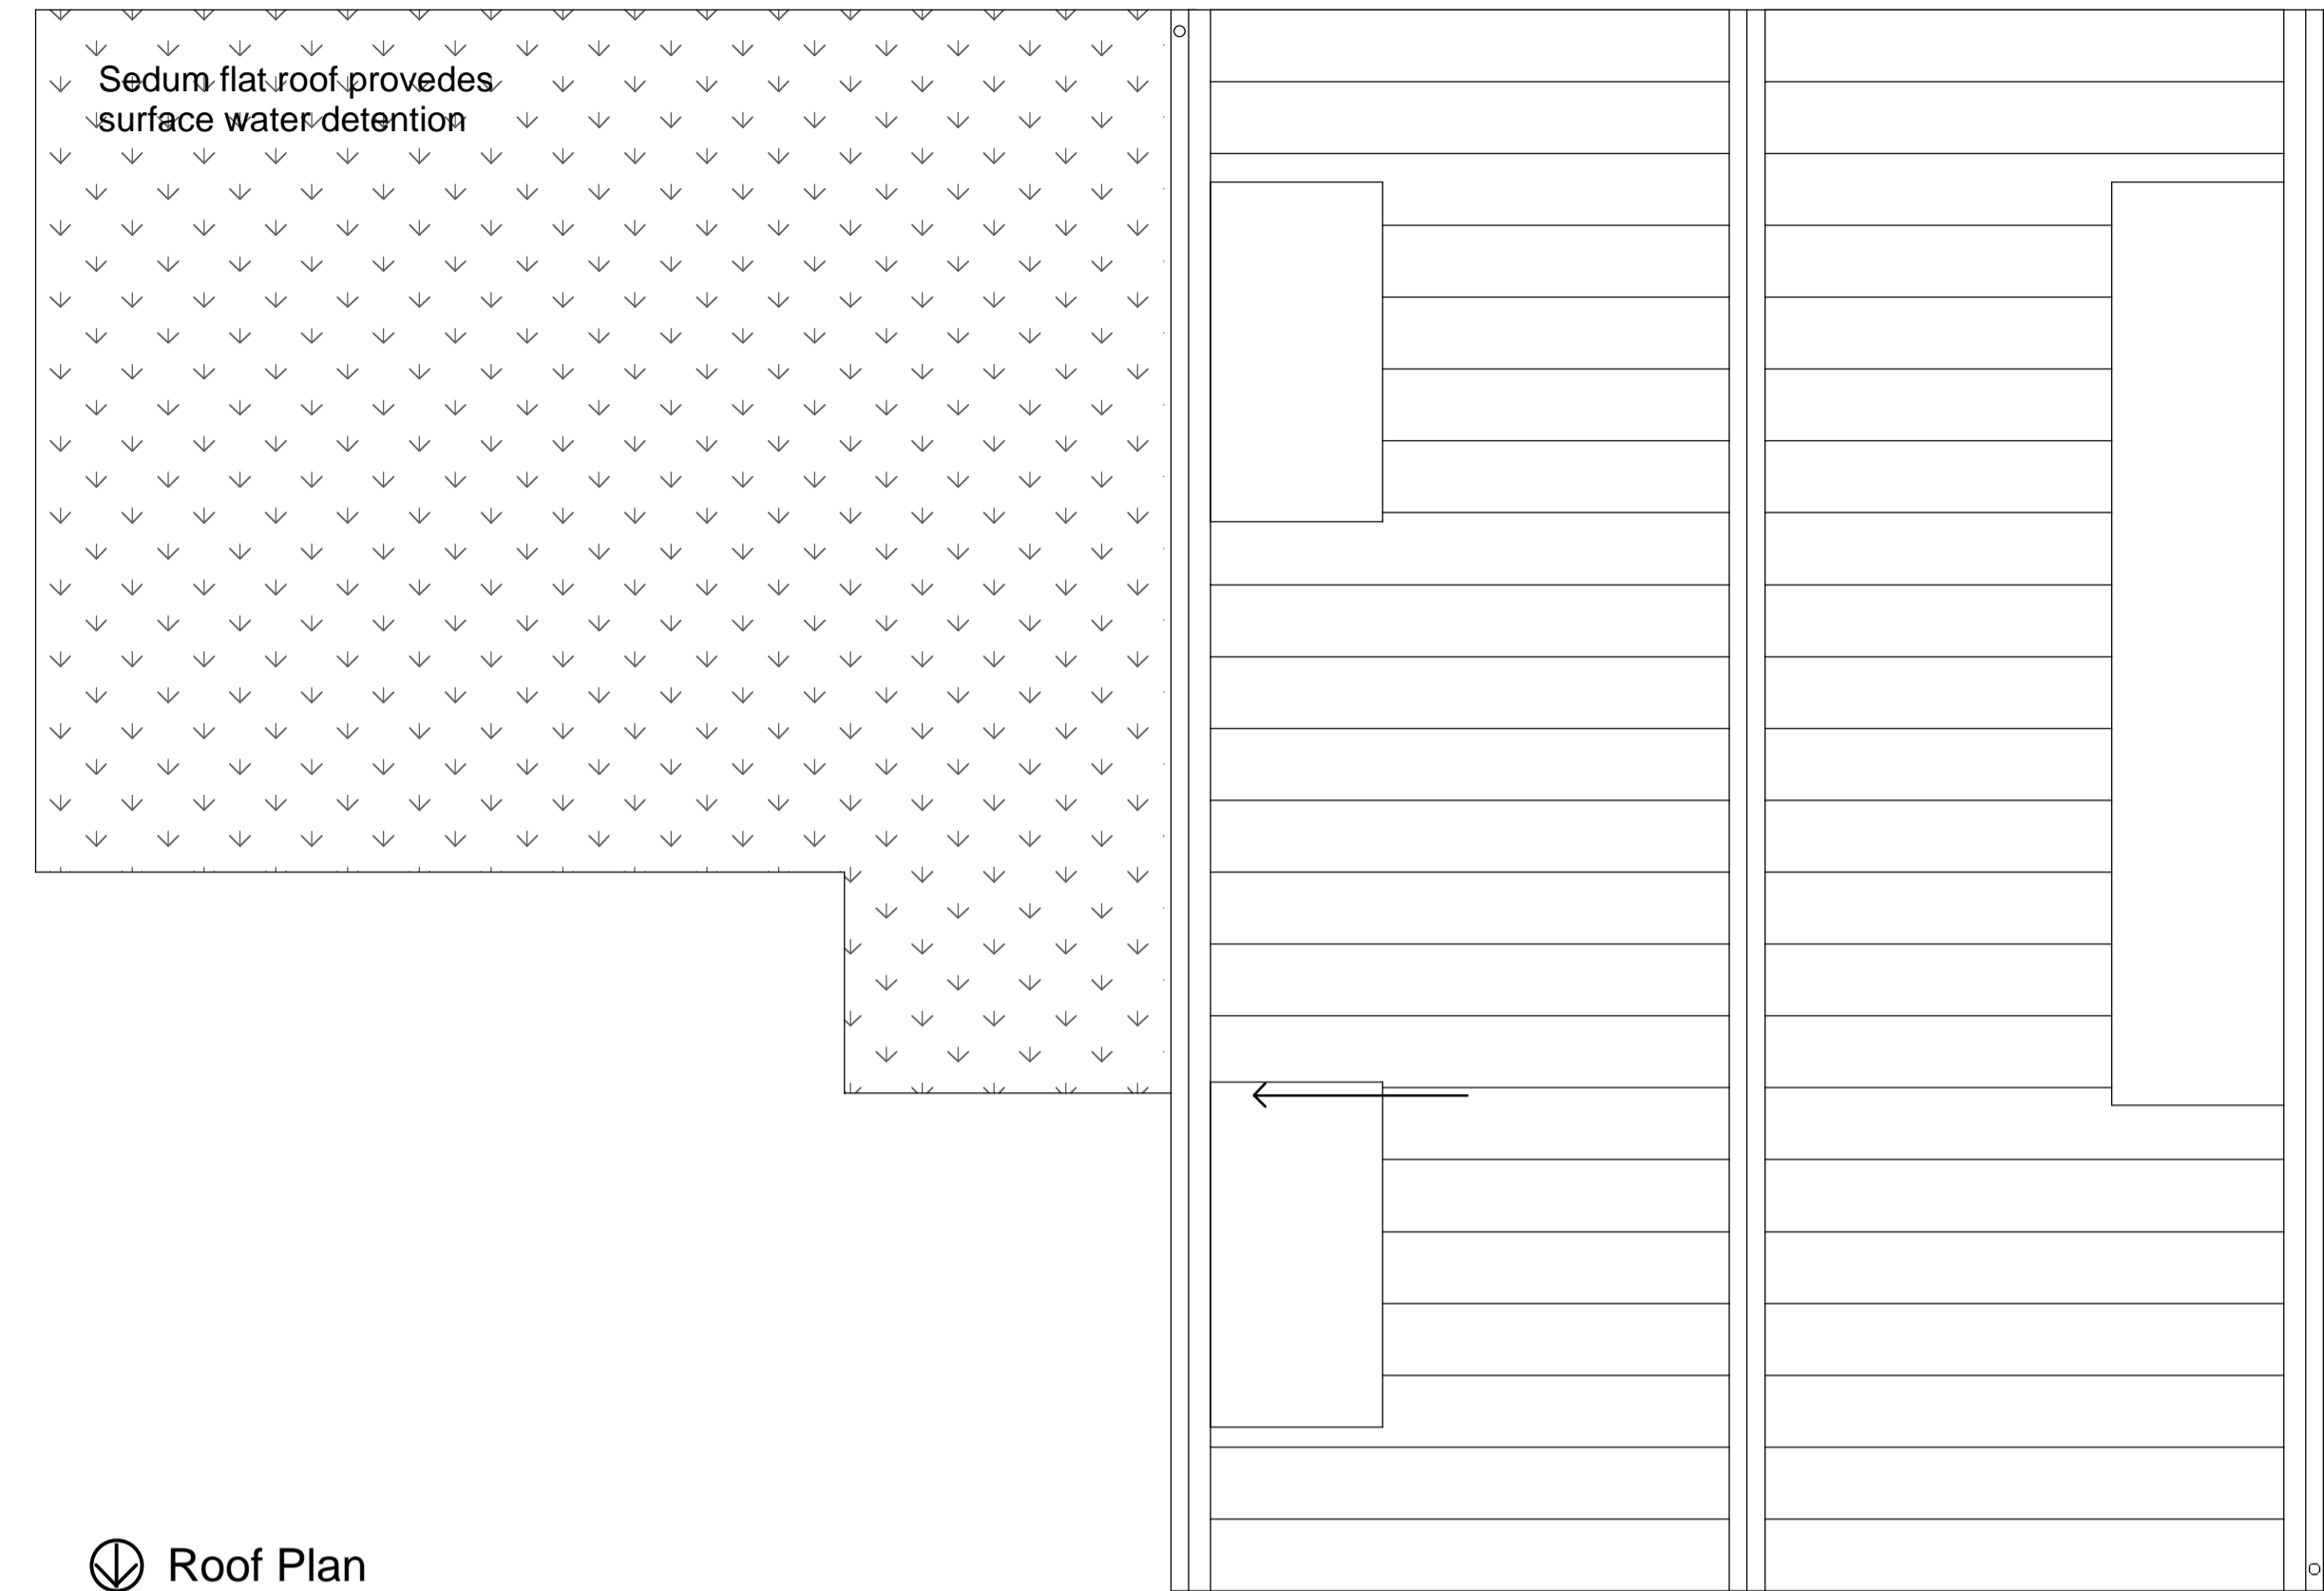 Sedum flat roof provedes
surface water detention
Roof Plan